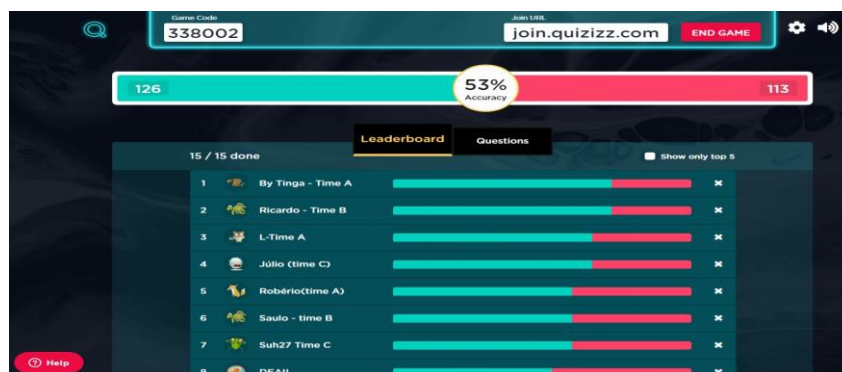 Game Code
Join URL
338002
join.quizizz.com
END GAME
126
53%
Accuracy
113
Leaderboard
Questions
15 / 15 done
Show only top 5
1 By Tinga - Time A
2 Ricardo - Time B
3 L-Time A
4 Júlio (time C)
5 Robério(time A)
6 Saulo - time B
7 Suh27 Time C
Help